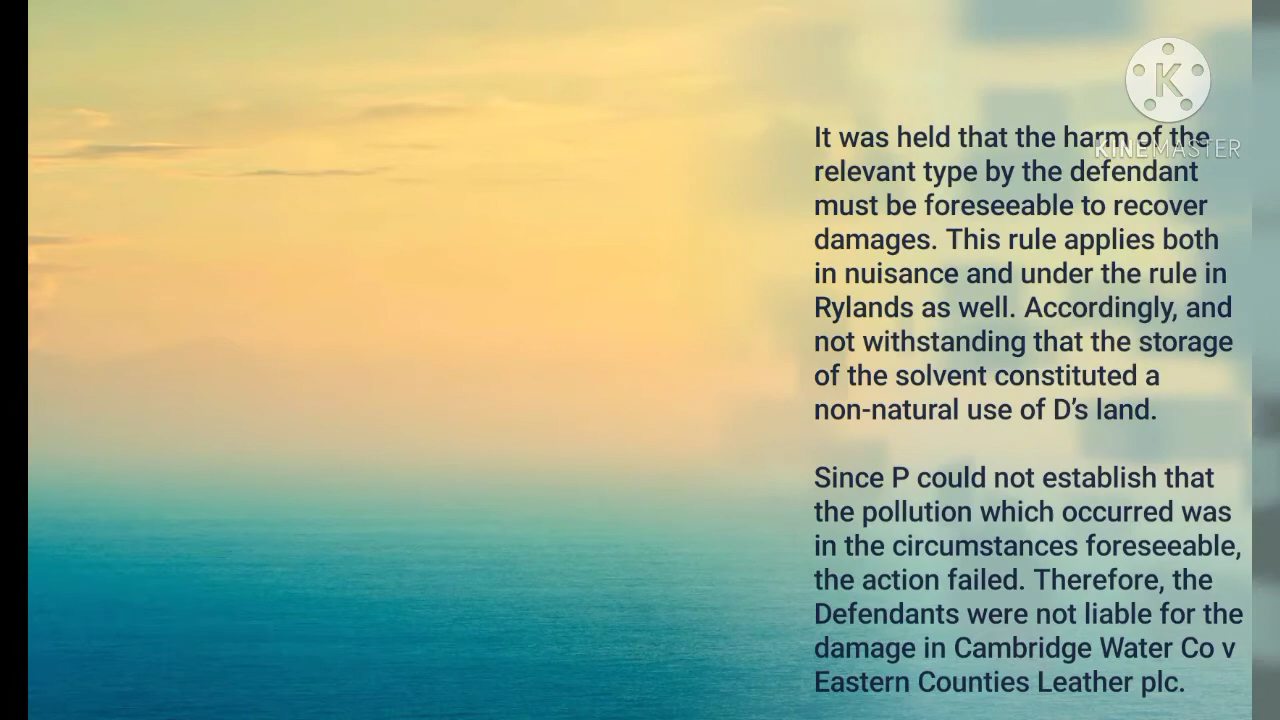 K
KINEMASTER
It was held that the harm of the
relevant type by the defendant
must be foreseeable to recover
damages. This rule applies both
in nuisance and under the rule in
Rylands as well. Accordingly, and
not withstanding that the storage
of the solvent constituted a
non-natural use of D’s land.
Since P could not establish that
the pollution which occurred was
in the circumstances foreseeable,
the action failed. Therefore, the
Defendants were not liable for the
damage in Cambridge Water Co v
Eastern Counties Leather plc.